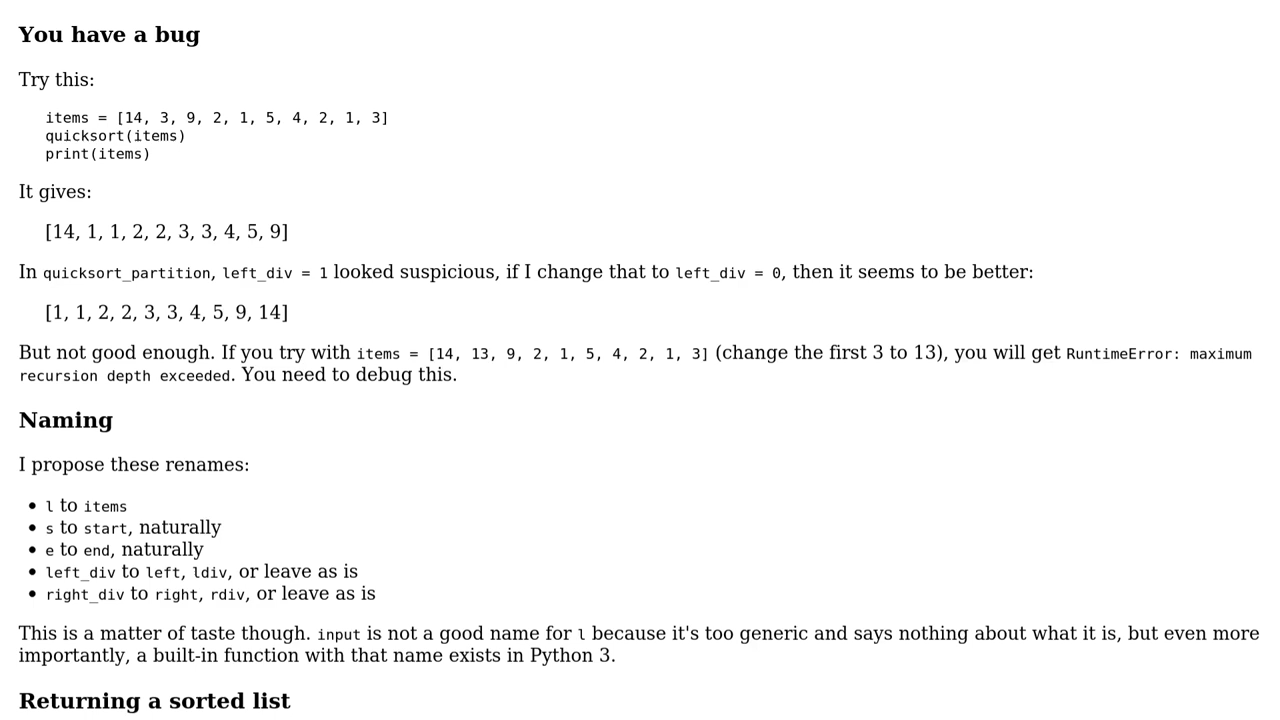 You have a bug
Try this:
items = [14, 3, 9, 2, 1, 5, 4, 2, 1, 3]
quicksort(items)
print(items)
It gives:
[14, 1, 1, 2, 2, 3, 3, 4, 5, 9]
In quicksort_partition, left_div = 1 looked suspicious, if I change that to left_div = 0, then it seems to be better:
[1, 1, 2, 2, 3, 3, 4, 5, 9, 14]
But not good enough. If you try with items = [14, 13, 9, 2, 1, 5, 4, 2, 1, 3] (change the first 3 to 13), you will get RuntimeError: maximum
recursion depth exceeded. You need to debug this.
Naming
I propose these renames:
• l to items
• s to start, naturally
• e to end, naturally
• left_div to left, ldiv, or leave as is
• right_div to right, rdiv, or leave as is
This is a matter of taste though. input is not a good name for l because it's too generic and says nothing about what it is, but even more
importantly, a built-in function with that name exists in Python 3.
Returning a sorted list